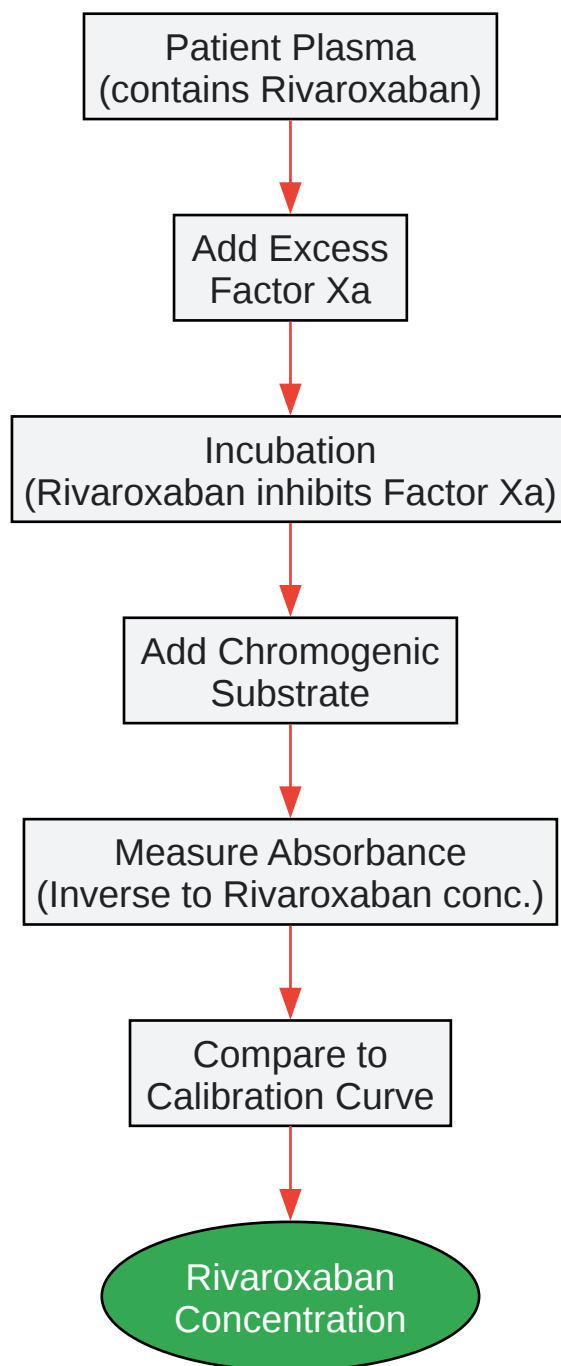 Patient Plasma
(contains Rivaroxaban)
Add Excess
Factor Xa
Incubation
(Rivaroxaban inhibits Factor Xa)
Add Chromogenic
Substrate
Measure Absorbance
(Inverse to Rivaroxaban conc.)
Compare to
Calibration Curve
Rivaroxaban
Concentration